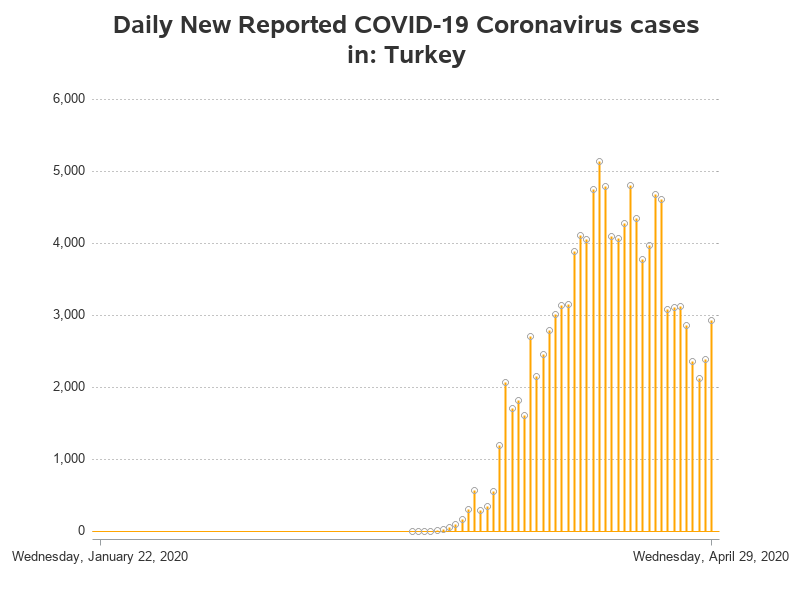 Daily New Reported COVID-19 Coronavirus cases
in: Turkey
6,000
5,000
4,000
3,000
2,000
1,000
0
Wednesday, January 22, 2020
Wednesday, April 29, 2020